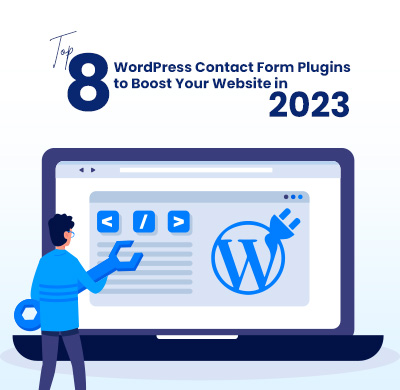 Top
8
WordPress Contact Form Plugins
to Boost Your Website in
2023
< / >
W